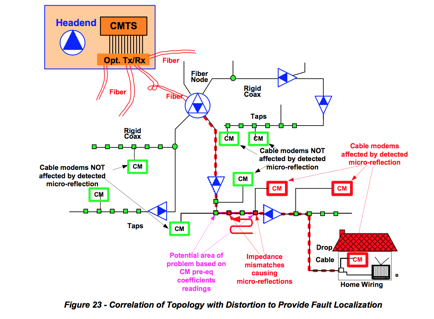 Headend
CMTS
Opt. Tx/Rx
Fiber
Fiber
Fiber
Fiber
Node
Rigid
Coax
Taps
Rigid
Coax
CM
CM
Cable modems NOT
affected by detected
micro-reflection
Cable modems
affected by detected
micro-reflection
CM
Cable modems NOT
affected by detected
micro-reflection
CM
CM
CM
Taps
CM
Potential area of
problem based on
CM pre-eq
coefficients
readings
Impedance
mismatches
causing
micro-reflections
Drop
Cable
CM
Home Wiring
Figure 23 - Correlation of Topology with Distortion to Provide Fault Localization